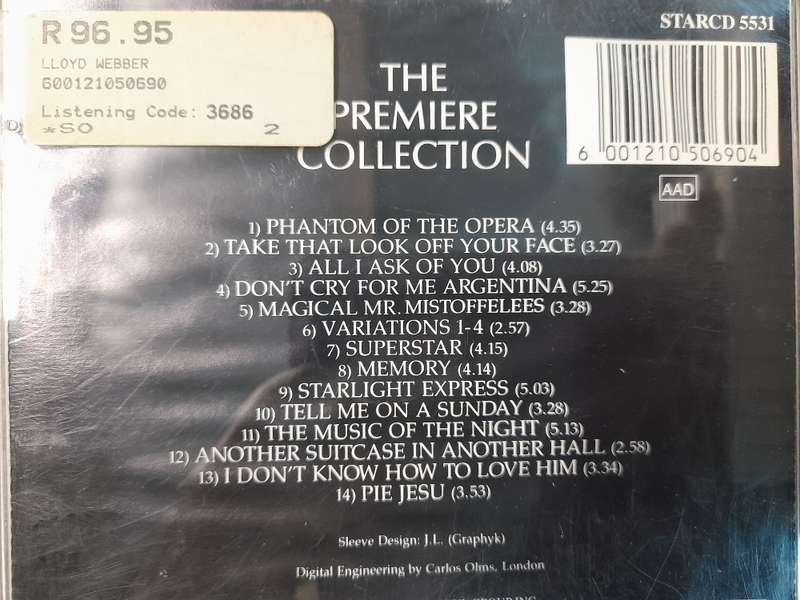 R 96.95
LLOYD WEBBER
600121050690
Listening Code: 3686
*SO 2
STARCD 5531
THE
PREMIERE
COLLECTION
6 001210 506904
AAD
1) PHANTOM OF THE OPERA (4.35)
2) TAKE THAT LOOK OFF YOUR FACE (3.27)
3) ALL I ASK OF YOU (4.08)
4) DON'T CRY FOR ME ARGENTINA (5.25)
5) MAGICAL MR. MISTOFFELEES (3.28)
6) VARIATIONS 1-4 (2.57)
7) SUPERSTAR (4.15)
8) MEMORY (4.14)
9) STARLIGHT EXPRESS (5.03)
10) TELL ME ON A SUNDAY (3.28)
11) THE MUSIC OF THE NIGHT (5.13)
12) ANOTHER SUITCASE IN ANOTHER HALL (2.58)
13) I DON'T KNOW HOW TO LOVE HIM (3.34)
14) PIE JESU (3.53)
Sleeve Design: J.L. (Graphyk)
Digital Engineering by Carlos Olms, London